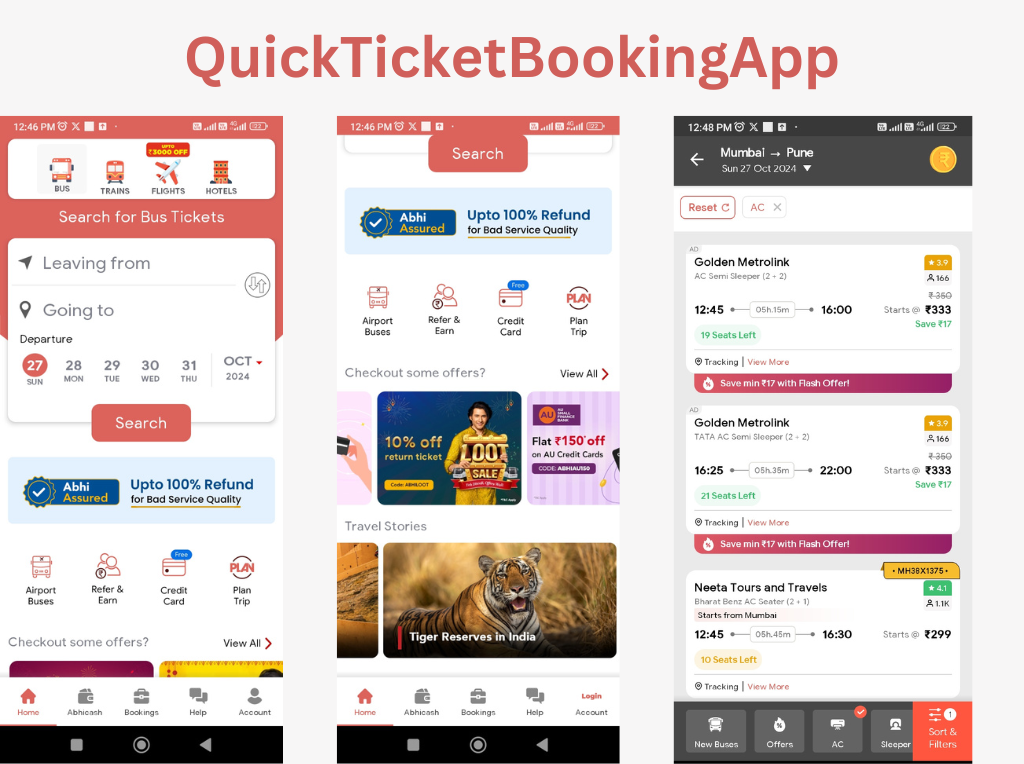 QuickTicketBookingApp
12:46 PM
UPTO
₹3000 OFF
BUS
TRAINS
FLIGHTS
HOTELS
Search for Bus Tickets
Leaving from
Going to
Departure
27 28 29 30 31 OCT
SUN MON TUE WED THU 2024
Search
Abhi
Assured
Upto 100% Refund
for Bad Service Quality
Airport
Buses
Refer &
Earn
Free
Credit
Card
PLAN
Plan
Trip
Checkout some offers?
View All
Home
Abhicash
Bookings
Help
Account
12:46 PM
Search
Abhi
Assured
Upto 100% Refund
for Bad Service Quality
Airport
Buses
Refer &
Earn
Free
Credit
Card
PLAN
Plan
Trip
Checkout some offers?
View All
10% off
return ticket
Code: ABHILOOT
LOOT
SALE
AU
SMALL
FINANCE
BANK
Flat ₹150 off
on AU Credit Cards
CODE: ABHIAU150
Travel Stories
Tiger Reserves in India
Home
Abhicash
Bookings
Help
Login
Account
12:48 PM
Mumbai → Pune
Sun 27 Oct 2024
Reset
AC
AD
Golden Metrolink
3.9
AC Semi Sleeper (2 + 2)
166
₹ 350
12:45
05h.15m
16:00
Starts @ ₹333
Save ₹17
19 Seats Left
Tracking | View More
Save min ₹17 with Flash Offer!
AD
Golden Metrolink
3.9
TATA AC Semi Sleeper (2 + 2)
166
₹ 350
16:25
05h.35m
22:00
Starts @ ₹333
Save ₹17
21 Seats Left
Tracking | View More
Save min ₹17 with Flash Offer!
• MH38X1375 •
Neeta Tours and Travels
4.1
Bharat Benz AC Seater (2 + 1)
1.1K
Starts from Mumbai
12:45
05h.45m
16:30
Starts @ ₹299
10 Seats Left
Tracking | View More
New Buses
Offers
AC
Sleeper
1
Sort &
Filters